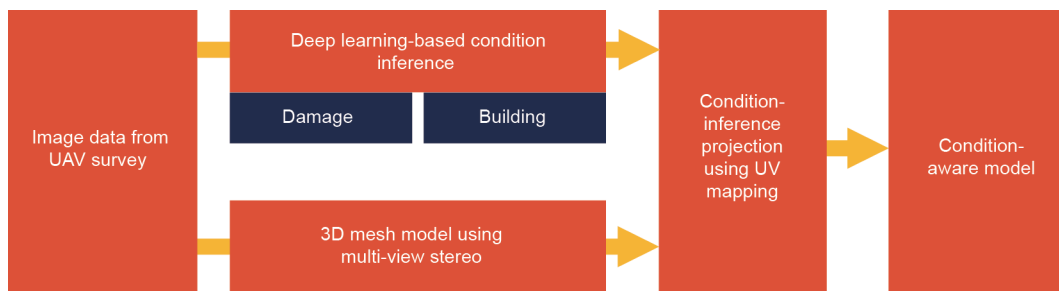 Image data from
UAV survey
Deep learning-based condition
inference
Damage
Building
3D mesh model using
multi-view stereo
Condition-
inference
projection
using UV
mapping
Condition-
aware model